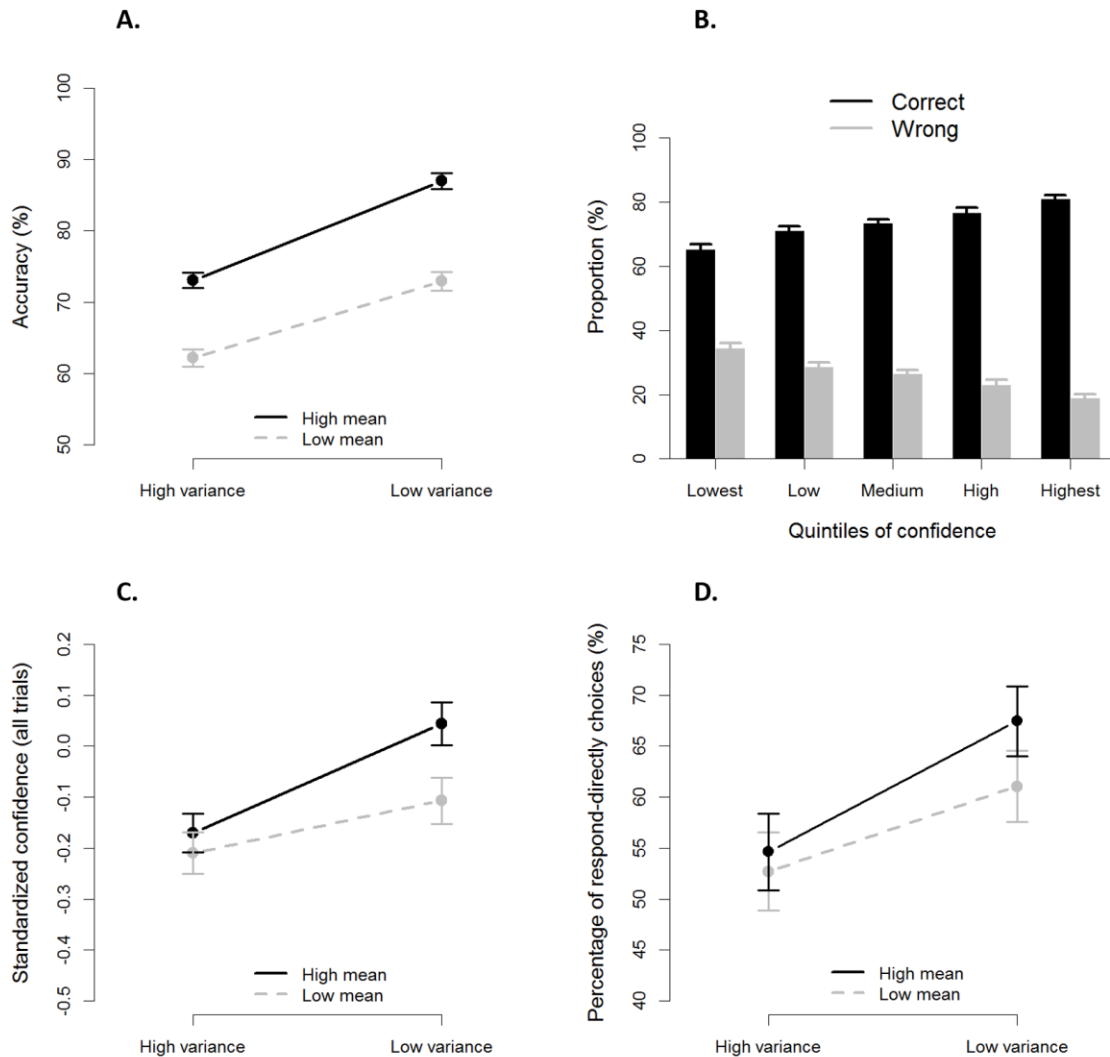 A.
Accuracy (%)
100
90
80
70
60
50
High mean
Low mean
High variance
Low variance
B.
Correct
Wrong
Proportion (%)
100
80
60
40
20
0
Lowest
Low
Medium
High
Highest
Quintiles of confidence
C.
Standardized confidence (all trials)
0.2
0.1
0.0
-0.1
-0.2
-0.3
-0.4
-0.5
High mean
Low mean
High variance
Low variance
D.
Percentage of respond-directly choices (%)
75
70
65
60
55
50
45
40
High mean
Low mean
High variance
Low variance